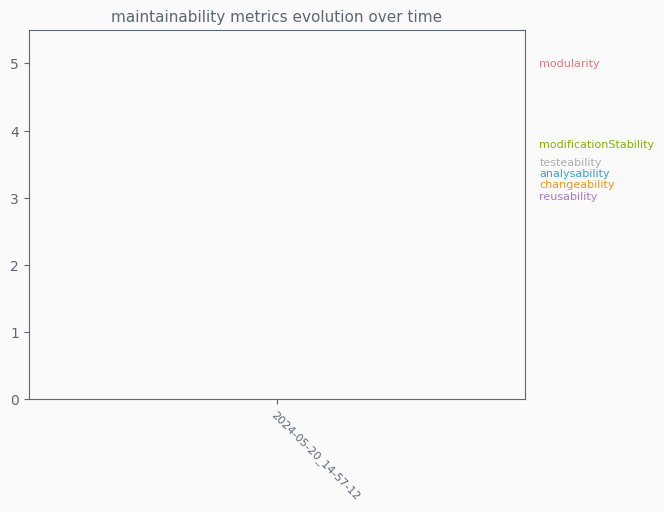 maintainability metrics evolution over time
5
4
3
2
1
0
modularity
modificationStability
testeability
analysability
changeability
reusability
2024-05-20_14-57-12